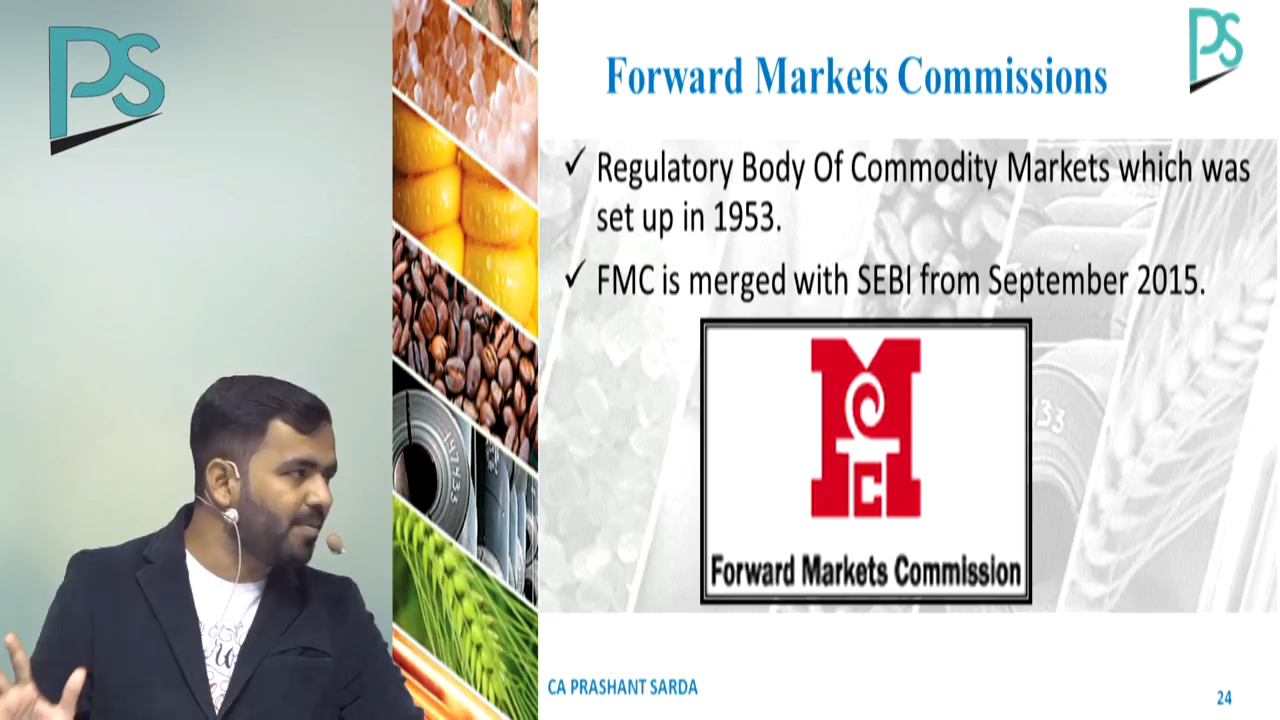 PS
Forward Markets Commissions
PS
✓ Regulatory Body Of Commodity Markets which was
set up in 1953.
✓ FMC is merged with SEBI from September 2015.
FMC
Forward Markets Commission
CA PRASHANT SARDA
24